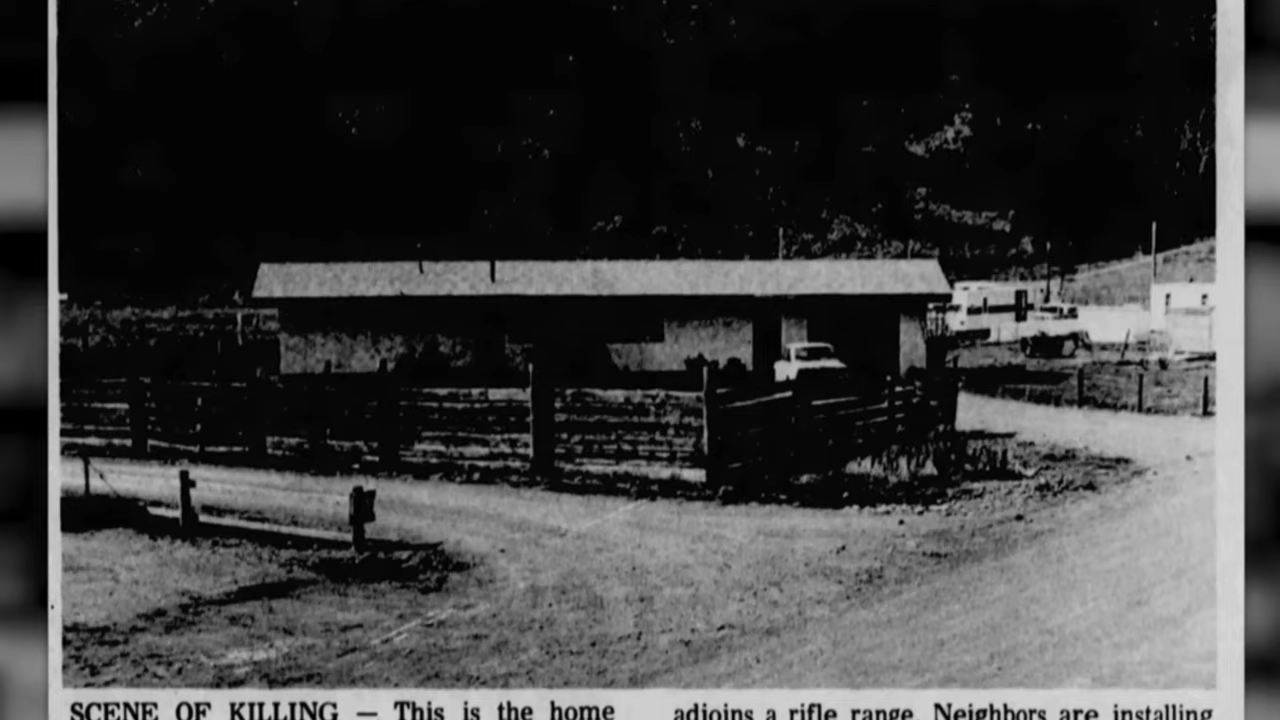 SCENE OF KILLING — This is the home
adjoins a rifle range. Neighbors are installing